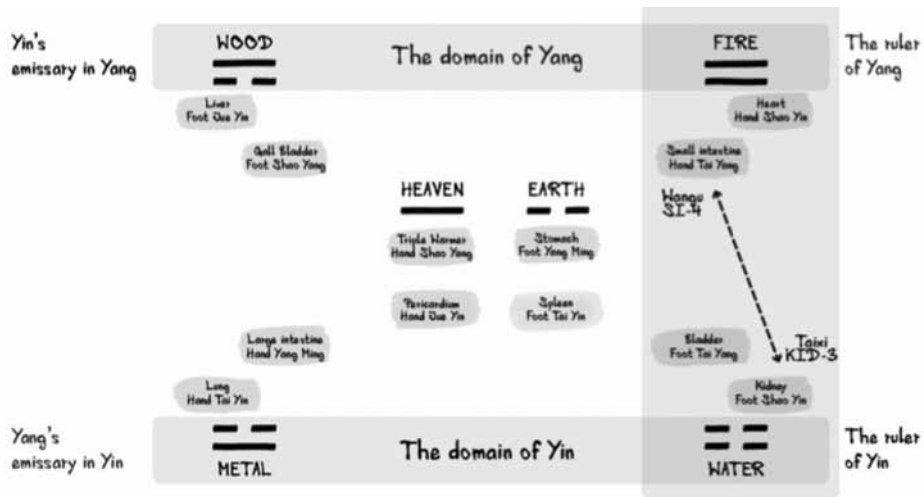 Yin's
emissary in Yang
WOOD
The domain of Yang
FIRE
The ruler
of Yang
Liver
Foot Jue Yin
Heart
Hand Shao Yin
Gall Bladder
Foot Shao Yang
Small intestine
Hand Tai Yang
HEAVEN
EARTH
Wangu
SI-4
Triple Warmer
Hand Shao Yang
Stomach
Foot Yang Ming
Pericardium
Hand Jue Yin
Spleen
Foot Tai Yin
Large intestine
Hand Yang Ming
Bladder
Foot Tai Yang
Taixi
KID-3
Lung
Hand Tai Yin
Kidney
Foot Shao Yin
Yang's
emissary in Yin
The domain of Yin
The ruler
of Yin
METAL
WATER